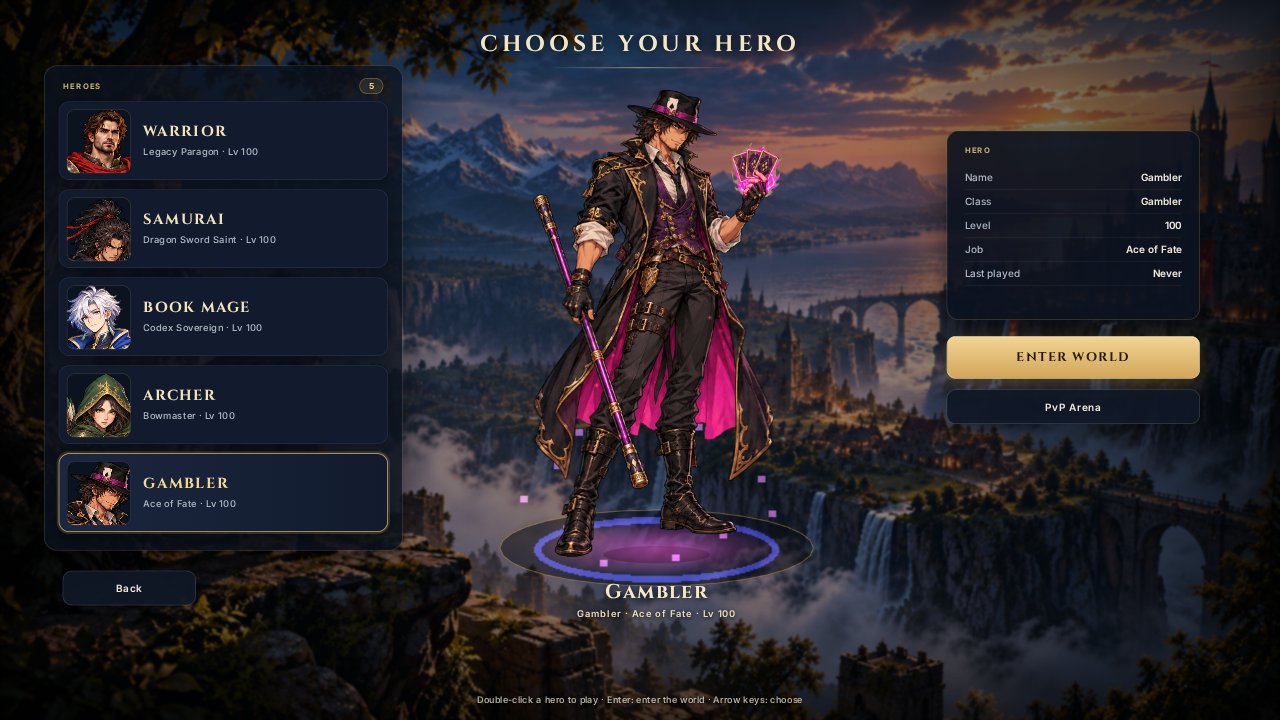 CHOOSE YOUR HERO
HEROES
5
WARRIOR
Legacy Paragon · Lv 100
SAMURAI
Dragon Sword Saint · Lv 100
BOOK MAGE
Codex Sovereign · Lv 100
ARCHER
Bowmaster · Lv 100
GAMBLER
Ace of Fate · Lv 100
Back
GAMBLER
Gambler · Ace of Fate · Lv 100
HERO
Name Gambler
Class Gambler
Level 100
Job Ace of Fate
Last played Never
ENTER WORLD
PvP Arena
Double-click a hero to play · Enter: enter the world · Arrow keys: choose